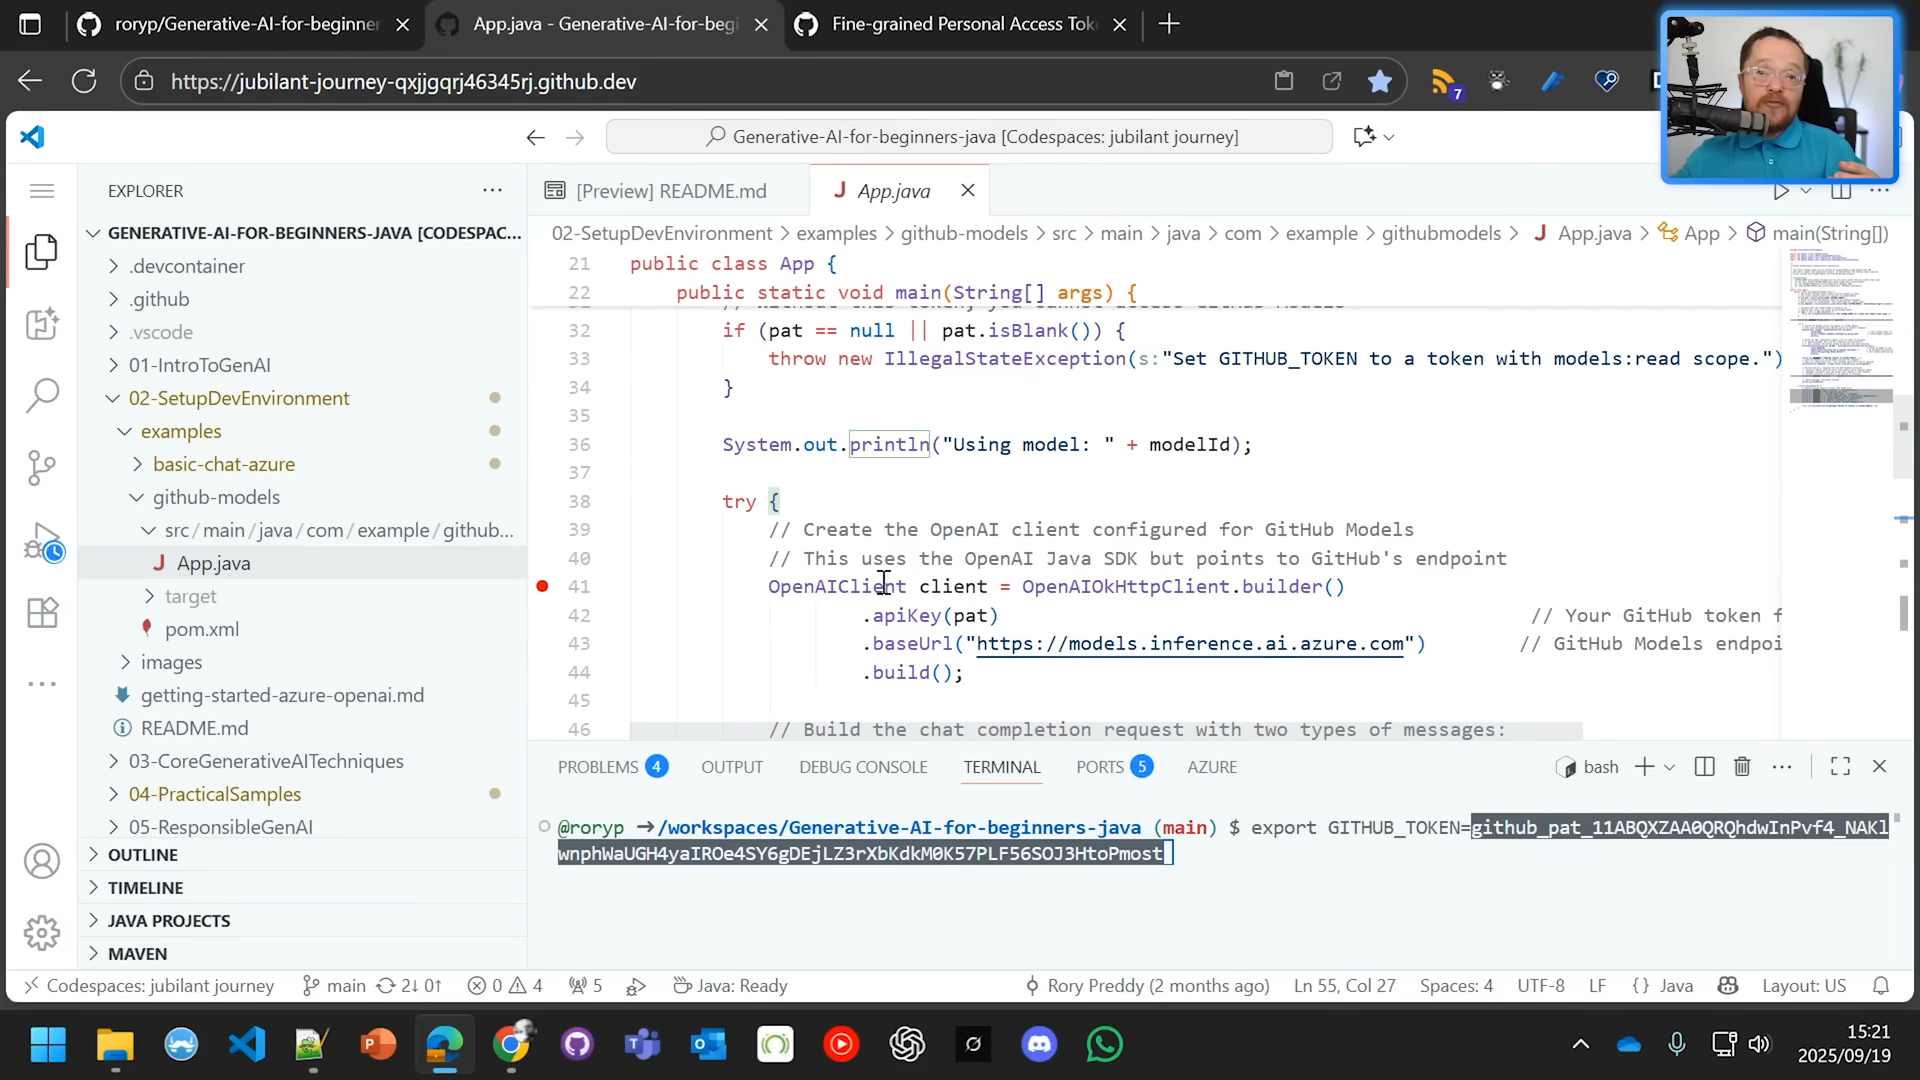 roryp/Generative-AI-for-beginner
App.java - Generative-AI-for-begi
Fine-grained Personal Access Tok
https://jubilant-journey-qxjjgqrj46345rj.github.dev
7
Generative-AI-for-beginners-java [Codespaces: jubilant journey]
EXPLORER
[Preview] README.md
App.java
GENERATIVE-AI-FOR-BEGINNERS-JAVA [CODESPAC...
.devcontainer
.github
.vscode
01-IntroToGenAI
02-SetupDevEnvironment
examples
basic-chat-azure
github-models
src/main/java/com/example/github...
App.java
target
pom.xml
images
getting-started-azure-openai.md
README.md
03-CoreGenerativeAITechniques
04-PracticalSamples
05-ResponsibleGenAI
OUTLINE
TIMELINE
JAVA PROJECTS
MAVEN
02-SetupDevEnvironment > examples > github-models > src > main > java > com > example > githubmodels > App.java > App > main(String[])
21 public class App {
22 public static void main(String[] args) {
32 if (pat == null || pat.isBlank()) {
33 throw new IllegalStateException(s:"Set GITHUB_TOKEN to a token with models:read scope.")
34 }
35
36 System.out.println("Using model: " + modelId);
37
38 try {
39 // Create the OpenAI client configured for GitHub Models
40 // This uses the OpenAI Java SDK but points to GitHub's endpoint
41 OpenAIClient client = OpenAIOkHttpClient.builder()
42 .apiKey(pat) // Your GitHub token f
43 .baseUrl("https://models.inference.ai.azure.com") // GitHub Models endpoi
44 .build();
45
46 // Build the chat completion request with two types of messages:
PROBLEMS 4 OUTPUT DEBUG CONSOLE TERMINAL PORTS 5 AZURE
bash
@roryp →/workspaces/Generative-AI-for-beginners-java (main) $ export GITHUB_TOKEN=github_pat_11ABQXZAA0QRQhdwInPvf4_NAKl
wnphWaUGH4yaIROe4SY6gDEjLZ3rXbKdkM0K57PLF56SOJ3HtoPmost
Codespaces: jubilant journey main 2↓ 0↑ 0 4 5 Java: Ready
Rory Preddy (2 months ago) Ln 55, Col 27 Spaces: 4 UTF-8 LF {} Java Layout: US
15:21
2025/09/19